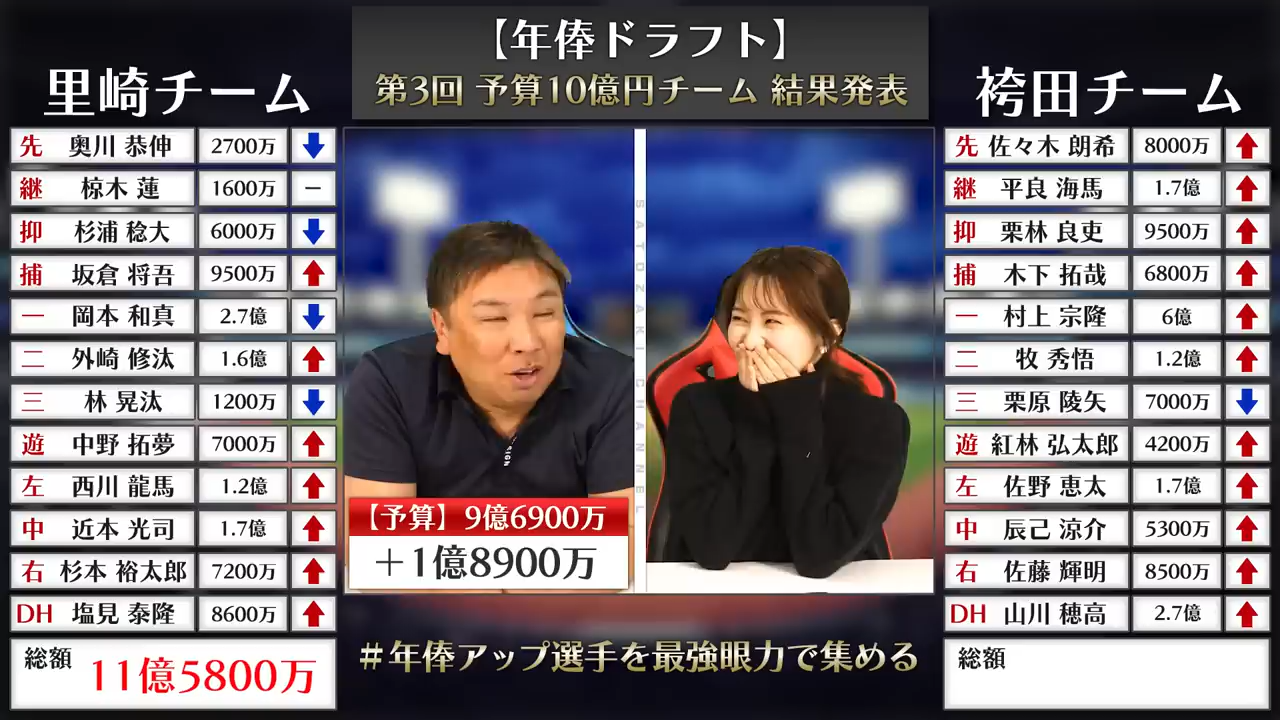 【年俸ドラフト】
第3回 予算10億円チーム 結果発表
里崎チーム
先 奥川 恭伸 2700万
継 椋木 蓮 1600万 −
抑 杉浦 稔大 6000万
捕 坂倉 将吾 9500万
一 岡本 和真 2.7億
二 外崎 修汰 1.6億
三 林 晃汰 1200万
遊 中野 拓夢 7000万
左 西川 龍馬 1.2億
中 近本 光司 1.7億
右 杉本 裕太郎 7200万
DH 塩見 泰隆 8600万
総額 11億5800万
SATOZAKI CHANNEL
SIGN
【予算】9億6900万
＋1億8900万
#年俸アップ選手を最強眼力で集める
袴田チーム
先 佐々木 朗希 8000万
継 平良 海馬 1.7億
抑 栗林 良吏 9500万
捕 木下 拓哉 6800万
一 村上 宗隆 6億
二 牧 秀悟 1.2億
三 栗原 陵矢 7000万
遊 紅林 弘太郎 4200万
左 佐野 恵太 1.7億
中 辰己 涼介 5300万
右 佐藤 輝明 8500万
DH 山川 穂高 2.7億
総額